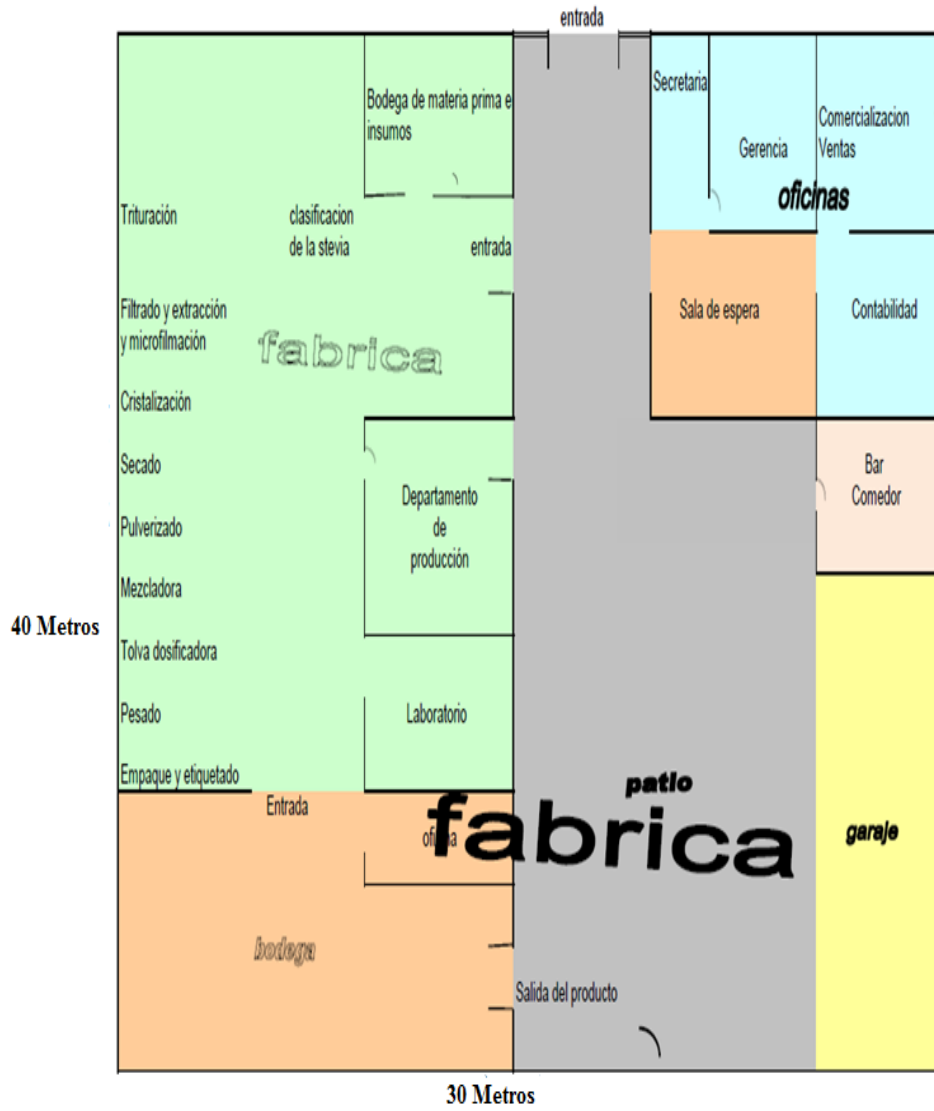 entrada
Bodega de materia prima e
insumos
Secretaria
Gerencia
Comercializacion
Ventas
oficinas
Trituración
clasificacion
de la stevia
entrada
Filtrado y extracción
y microfilmación
fabrica
Sala de espera
Contabilidad
Cristalización
Secado
Bar
Comedor
Departamento
de
producción
Pulverizado
Mezcladora
40 Metros
Tolva dosificadora
Pesado
Laboratorio
Empaque y etiquetado
patio
Entrada
oficina
fabrica
garaje
bodega
Salida del producto
30 Metros